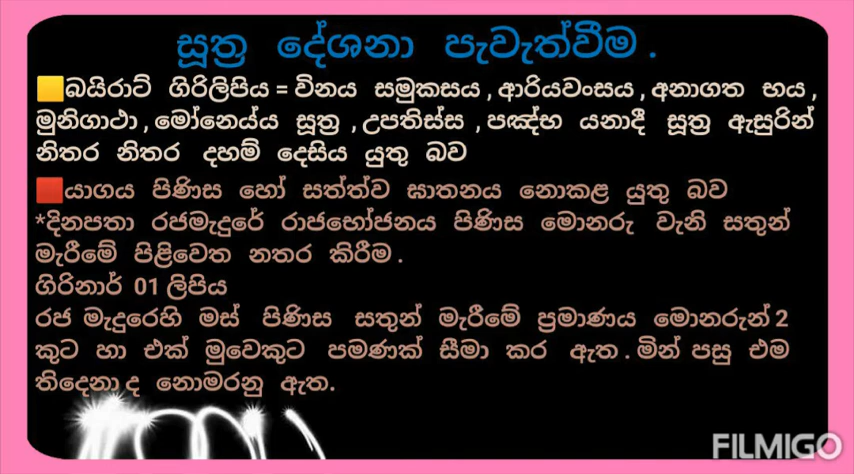 සූත්‍ර දේශනා පැවැත්වීම .
බයිරාට් ගිරිලිපිය = විනය සමුකසය , ආරියවංසය , අනාගත භය ,
මුනිගාථා , මෝනෙය්ය සූත්‍ර , උපතිස්ස , පඤ්භ යනාදී සූත්‍ර ඇසුරින්
නිතර නිතර දහම් දෙසිය යුතු බව
යාගය පිණිස හෝ සත්ත්ව ඝාතනය නොකළ යුතු බව
*දිනපතා රජමැදුරේ රාජභෝජනය පිණිස මොනරු වැනි සතුන්
මැරීමේ පිළිවෙත නතර කිරීම .
ගිරිනාර් 01 ලිපිය
රජ මැදුරෙහි මස් පිණිස සතුන් මැරීමේ ප්‍රමාණය මොනරුන් 2
කුට හා එක් මුවෙකුට පමණක් සීමා කර ඇත . මින් පසු එම
තිදෙනා ද නොමරනු ඇත.
FILMIGO